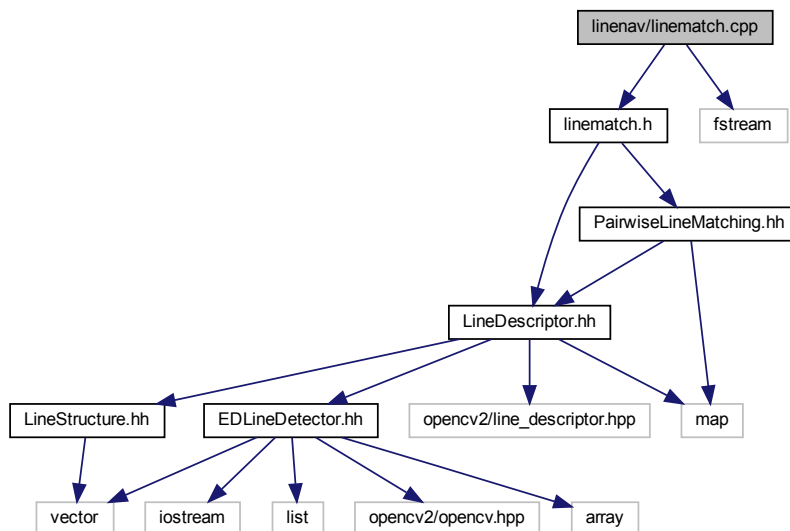 linenav/linematch.cpp
linematch.h
fstream
PairwiseLineMatching.hh
LineDescriptor.hh
LineStructure.hh
EDLineDetector.hh
opencv2/line_descriptor.hpp
map
vector
iostream
list
opencv2/opencv.hpp
array